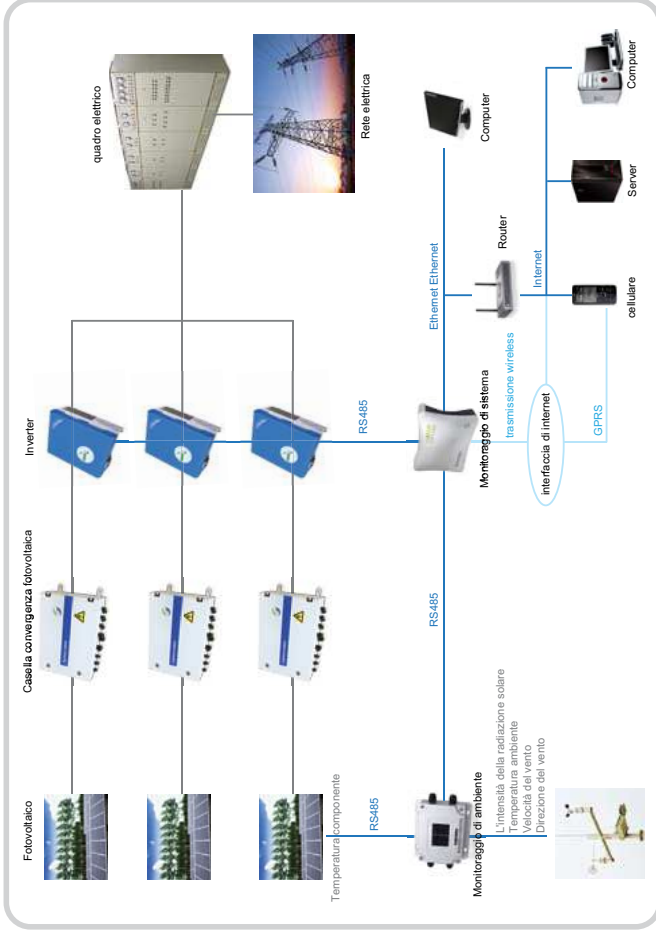 Fotovoltaico
Casella convergenza fotovoltaica
Inverter
quadro elettrico
Rete elettrica
Temperatura componente
RS485
RS485
RS485
Ethernet Ethernet
Computer
Monitoraggio di ambiente
Monitoraggio di sistema
Router
L'intensità della radiazione solare
Temperatura ambiente
Velocità del vento
Direzione del vento
trasmissione wireless
Internet
interfaccia di internet
GPRS
cellulare
Server
Computer